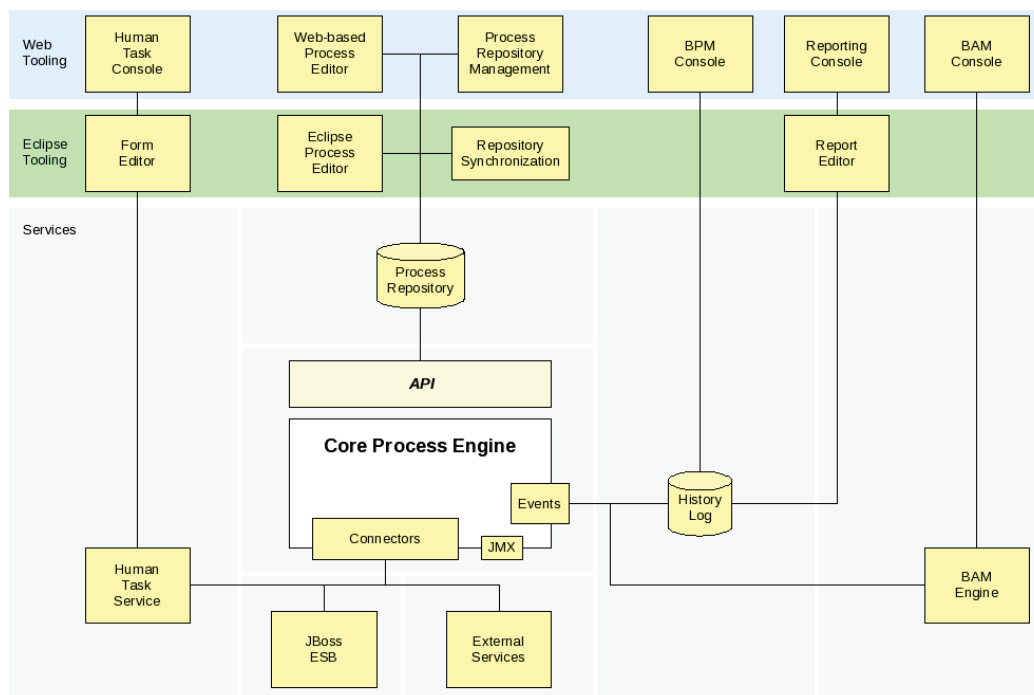 Web
Tooling
Human
Task
Console
Web-based
Process
Editor
Process
Repository
Management
BPM
Console
Reporting
Console
BAM
Console
Eclipse
Tooling
Form
Editor
Eclipse
Process
Editor
Repository
Synchronization
Report
Editor
Services
Process
Repository
API
Core Process Engine
Events
History
Log
Connectors
JMX
Human
Task
Service
BAM
Engine
JBoss
ESB
External
Services